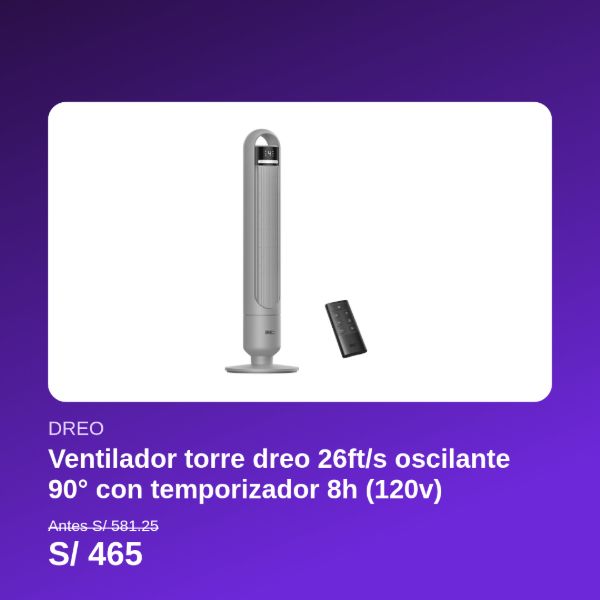 DREO
Ventilador torre dreo 26ft/s oscilante
90° con temporizador 8h (120v)
Antes S/ 581.25
S/ 465